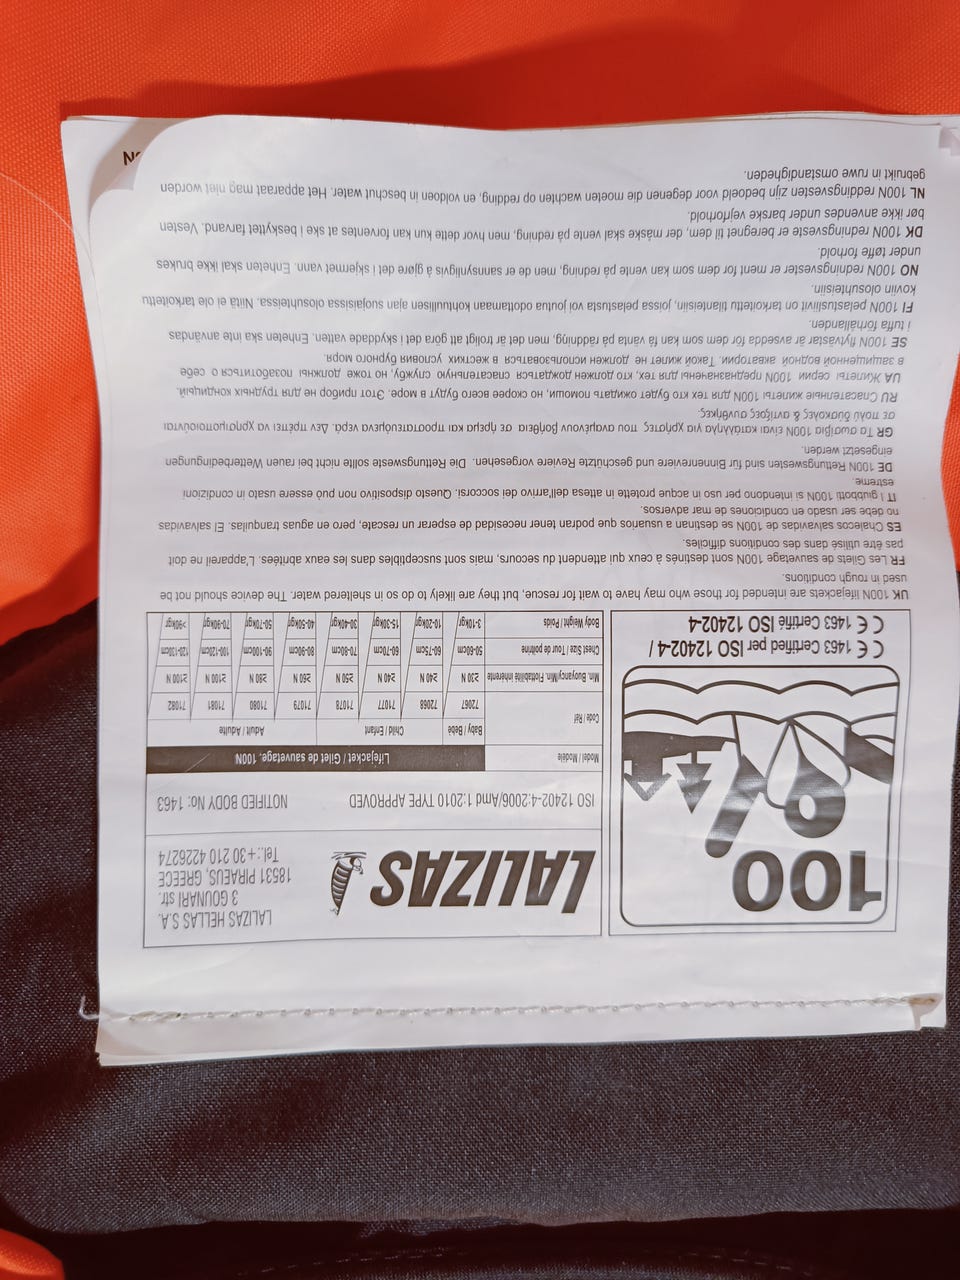 100
%
CE 1463 Certified per ISO 12402-4 /
CE 1463 Certifié ISO 12402-4
LALIZAS
LALIZAS HELLAS S.A.
3 GOUNARI str.
18531 PIRAEUS, GREECE
Tel.:+30 210 4226274
ISO 12402-4:2006/Amd 1:2010 TYPE APPROVED NOTIFIED BODY No: 1463
Model / Modèle Lifejacket / Gilet de sauvetage. 100N
Code / Réf Baby / Bébé Child / Enfant Adult / Adulte
72067 72068 71077 71078 71079 71080 71081 71082
Min. Buoyancy/Min. Flottabilité inhérente ≥30 N ≥40 N ≥40 N ≥50 N ≥60 N ≥80 N ≥100 N ≥100 N
Chest Size / Tour de poitrine 50-60cm 60-75cm 60-70cm 70-80cm 80-90cm 90-100cm 100-120cm 120-130cm
Body Weight / Poids 3-10kgr 10-20kgr 15-30kgr 30-40kgr 40-50kgr 50-70kgr 70-90kgr >90kgr
UK 100N lifejackets are intended for those who may have to wait for rescue, but they are likely to do so in sheltered water. The device should not be
used in rough conditions.
FR Les Gilets de sauvetage 100N sont destinés à ceux qui attendent du secours, mais sont susceptibles dans les eaux abritées. L'appareil ne doit
pas être utilisé dans des conditions difficiles.
ES Chalecos salvavidas de 100N se destinan a usuarios que podran tener necesidad de esperar un rescate, pero en aguas tranquilas. El salvavidas
no debe ser usado en condiciones de mar adversos.
IT I giubbotti 100N si intendono per uso in acque protette in attesa dell'arrivo dei soccorsi. Questo dispositivo non può essere usato in condizioni
estreme.
DE 100N Rettungswesten sind für Binnenreviere und geschützte Reviere vorgesehen. Die Rettungsweste sollte nicht bei rauen Wetterbedingungen
eingesetzt werden.
GR Τα σωσίβια 100N είναι κατάλληλα για χρήστες που αναμένουν βοήθεια σε ήρεμα και προστατευόμενα νερά. Δεν πρέπει να χρησιμοποιούνται
σε πολύ δύσκολες & αντίξοες συνθήκες.
RU Спасательные жилеты 100N для тех кто будет ожидать помощи, но скорее всего будут в море. Этот прибор не для трудных кондиций.
UA Жилеты серии 100N предназначены для тех, кто должен дождаться спасательную службу, но тоже должны позаботиться о себе
в защищенной водной акватории. Такой жилет не должен использоваться в жестких условия бурного моря.
SE 100N flytvästar är avsedda för dem som kan få vänta på räddning, men det är troligt att göra det i skyddade vatten. Enheten ska inte användas
i tuffa förhållanden.
FI 100N pelastusliivit on tarkoitettu tilanteisiin, joissa pelastusta voi joutua odottamaan kohtuullisen ajan suojaisissa olosuhteissa. Niitä ei ole tarkoitettu
koviin olosuhteisiin.
NO 100N redningsvester er ment for dem som kan vente på redning, men de er sannsynligvis å gjøre det i skjermet vann. Enheten skal ikke brukes
under tøffe forhold.
DK 100N redningsveste er beregnet til dem, der måske skal vente på redning, men hvor dette kun kan forventes at ske i beskyttet farvand. Vesten
bør ikke anvendes under barske vejrforhold.
NL 100N reddingsvesten zijn bedoeld voor degenen die moeten wachten op redding, en voldoen in beschut water. Het apparaat mag niet worden
gebruikt in ruwe omstandigheden.